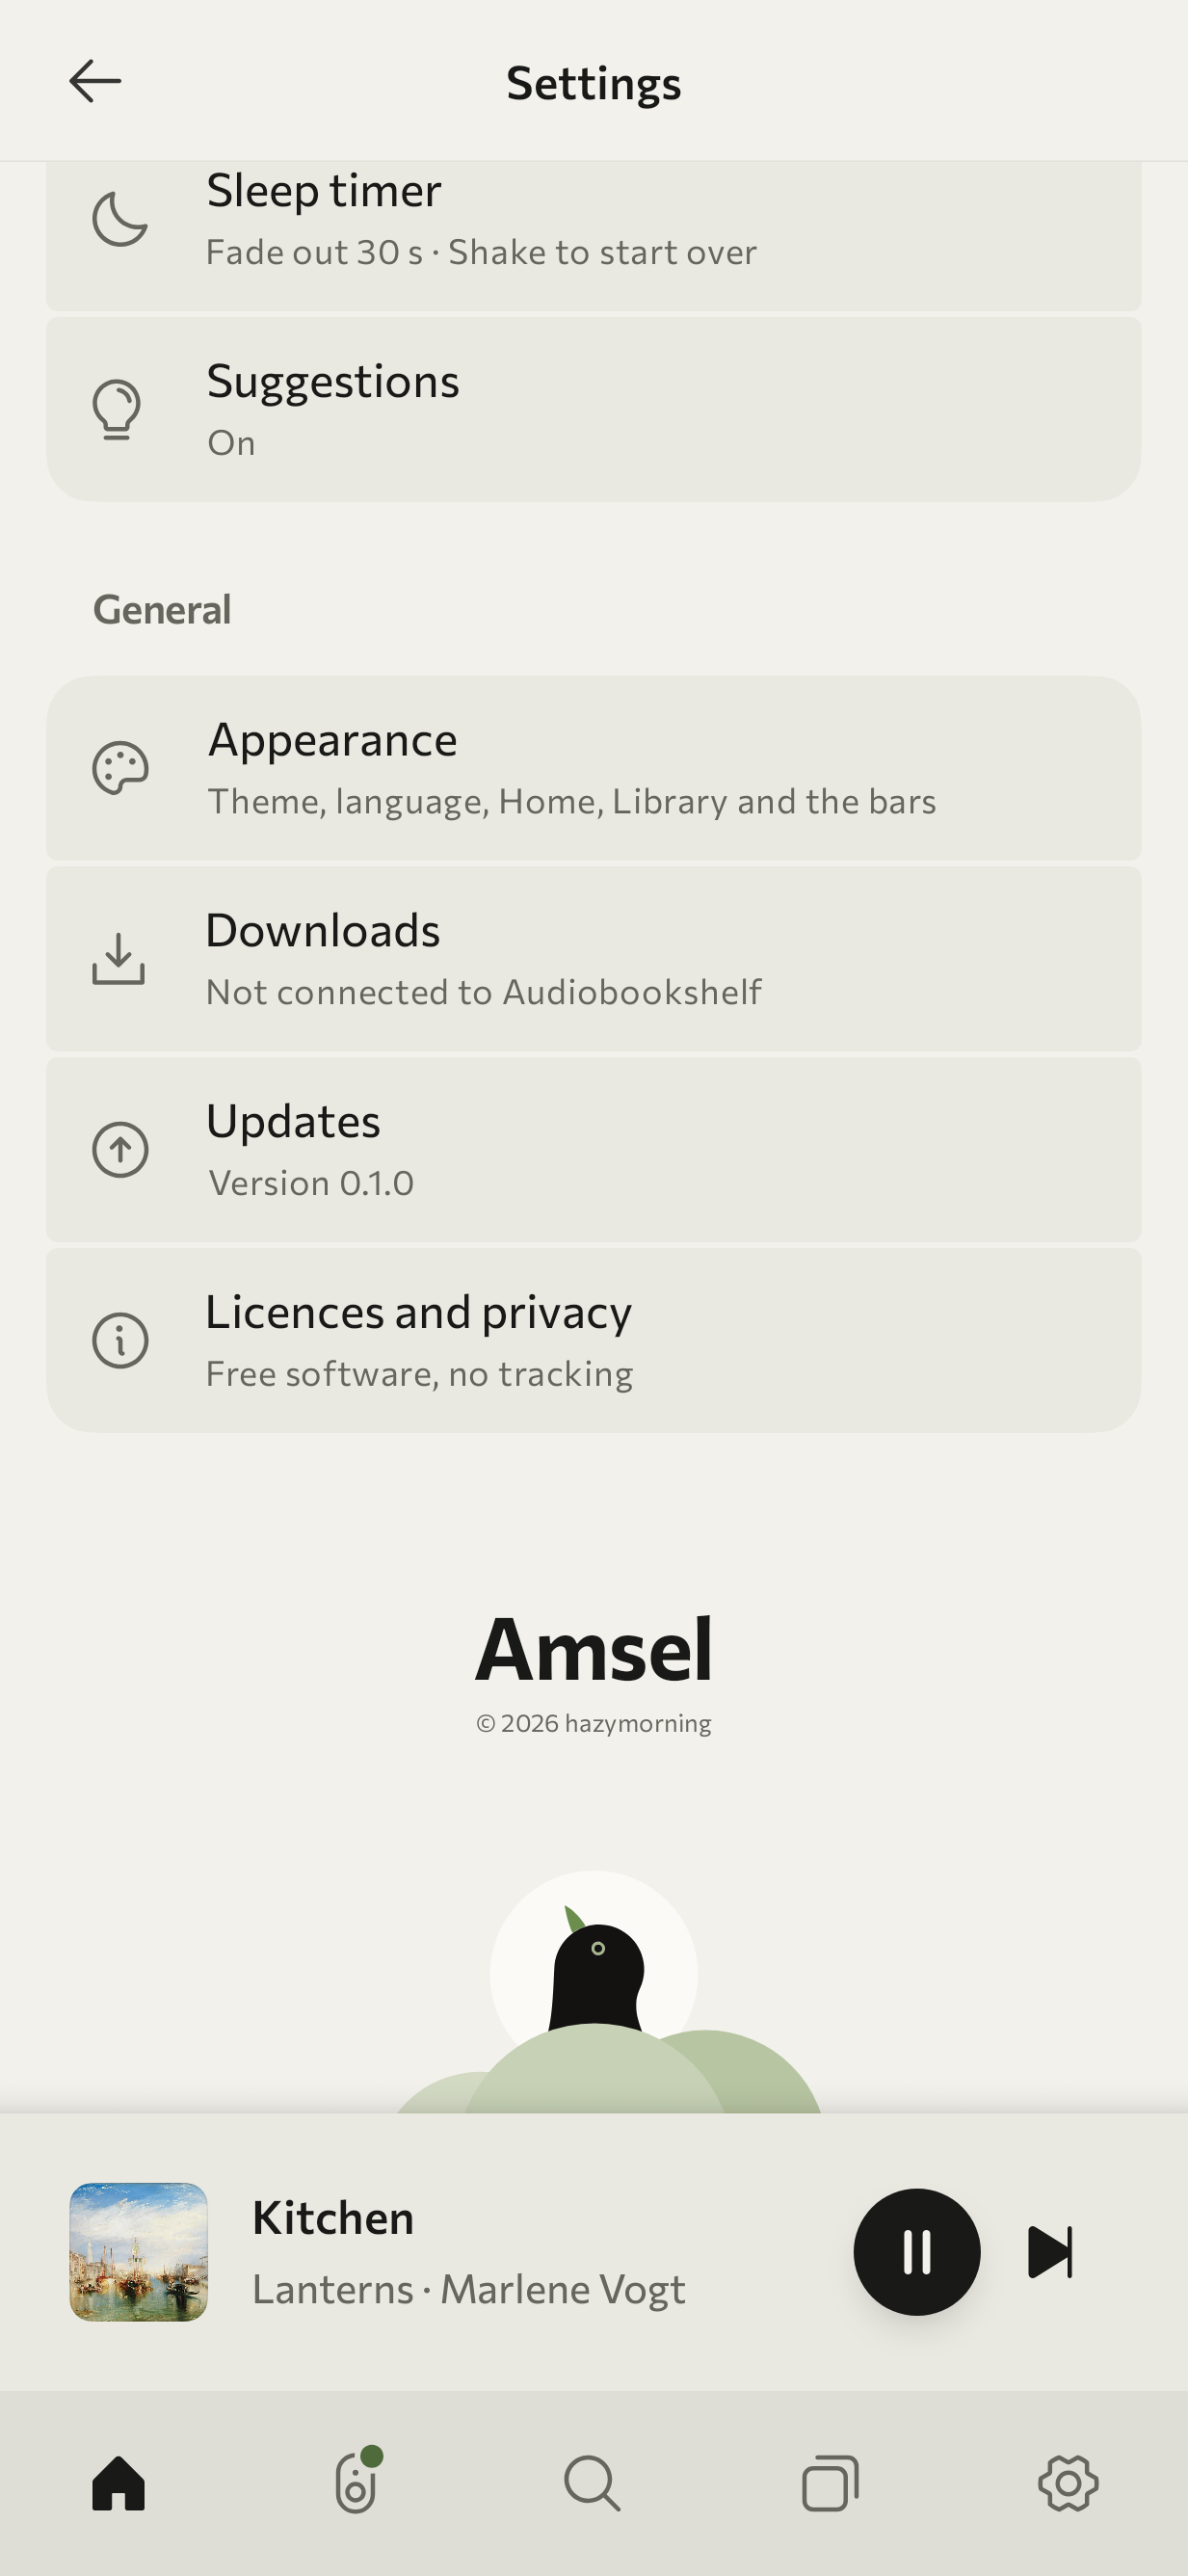 Settings
Sleep timer
Fade out 30 s · Shake to start over
Suggestions
On
General
Appearance
Theme, language, Home, Library and the bars
Downloads
Not connected to Audiobookshelf
Updates
Version 0.1.0
Licences and privacy
Free software, no tracking
Amsel
© 2026 hazymorning
Kitchen
Lanterns · Marlene Vogt